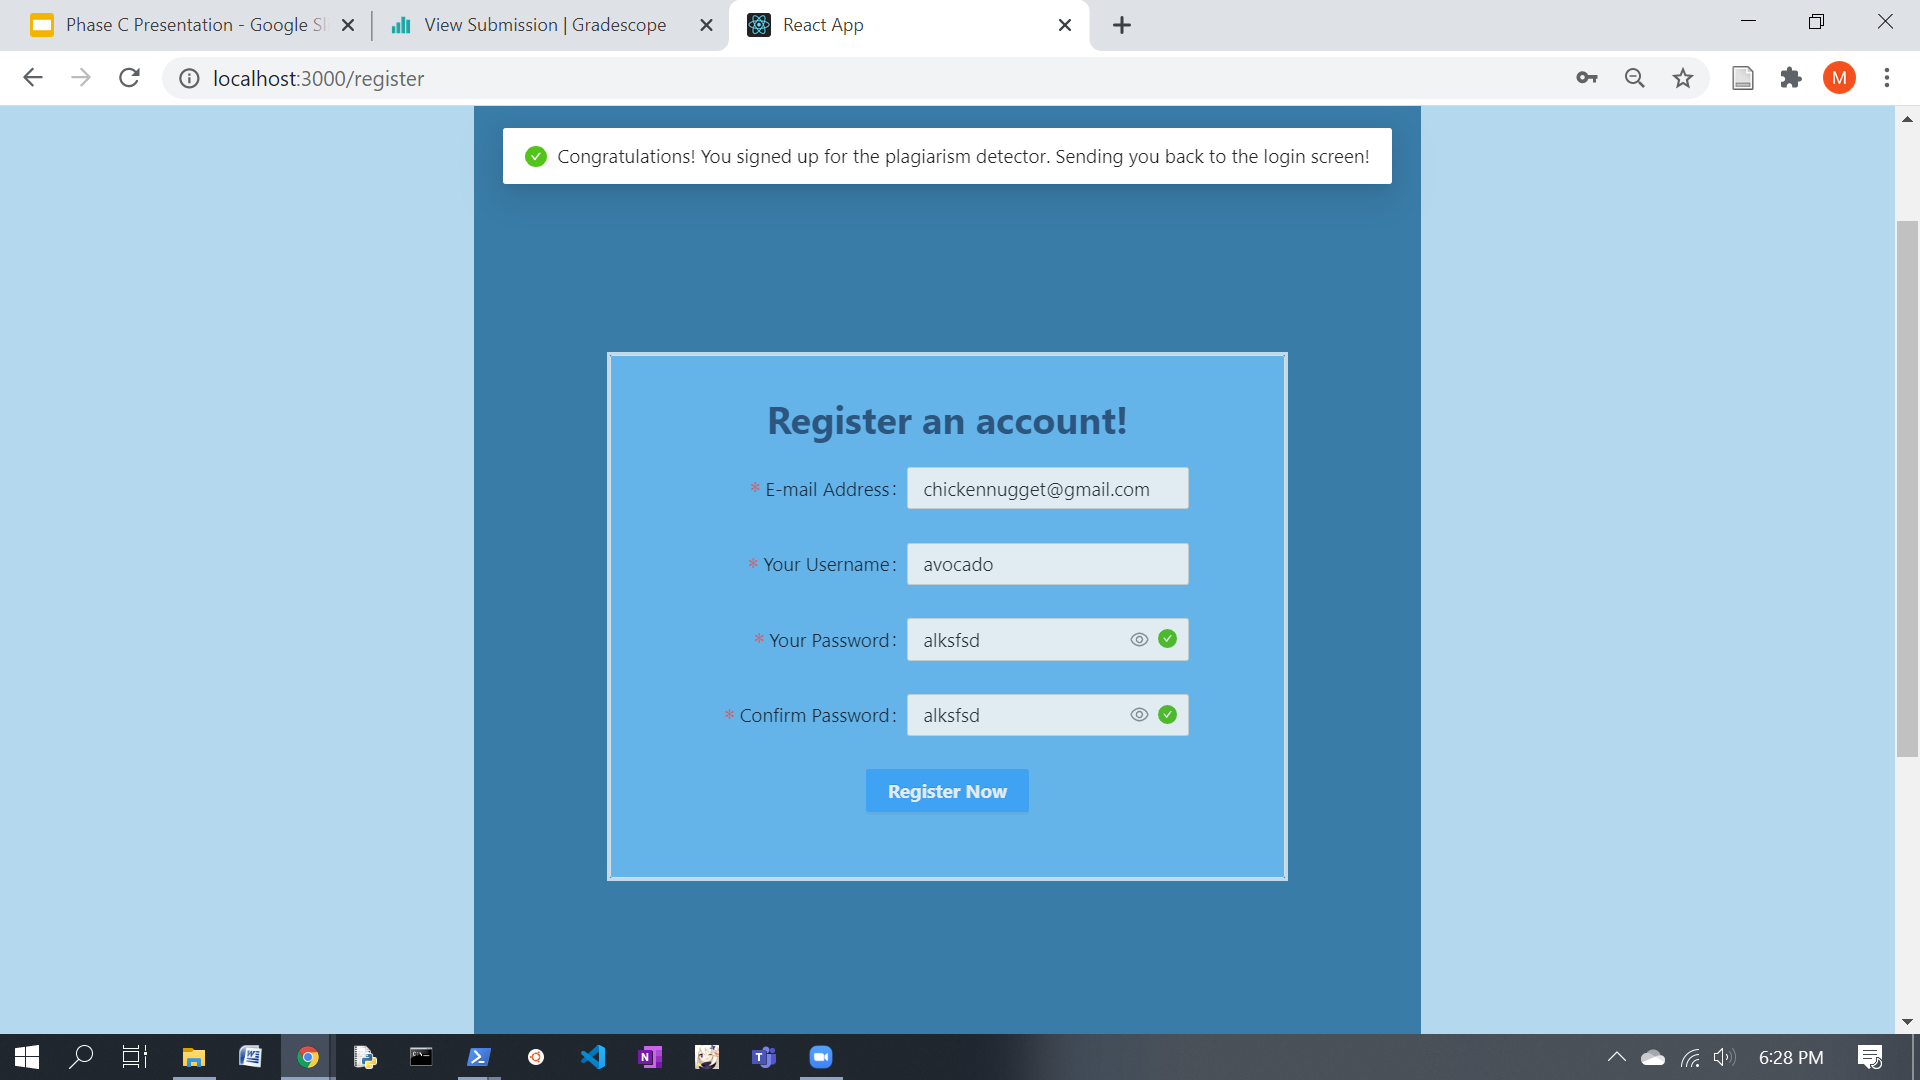 Phase C Presentation - Google Sl
View Submission | Gradescope
React App
localhost:3000/register
M
Congratulations! You signed up for the plagiarism detector. Sending you back to the login screen!
Register an account!
* E-mail Address: chickennugget@gmail.com
* Your Username: avocado
* Your Password: alksfsd
* Confirm Password: alksfsd
Register Now
6:28 PM